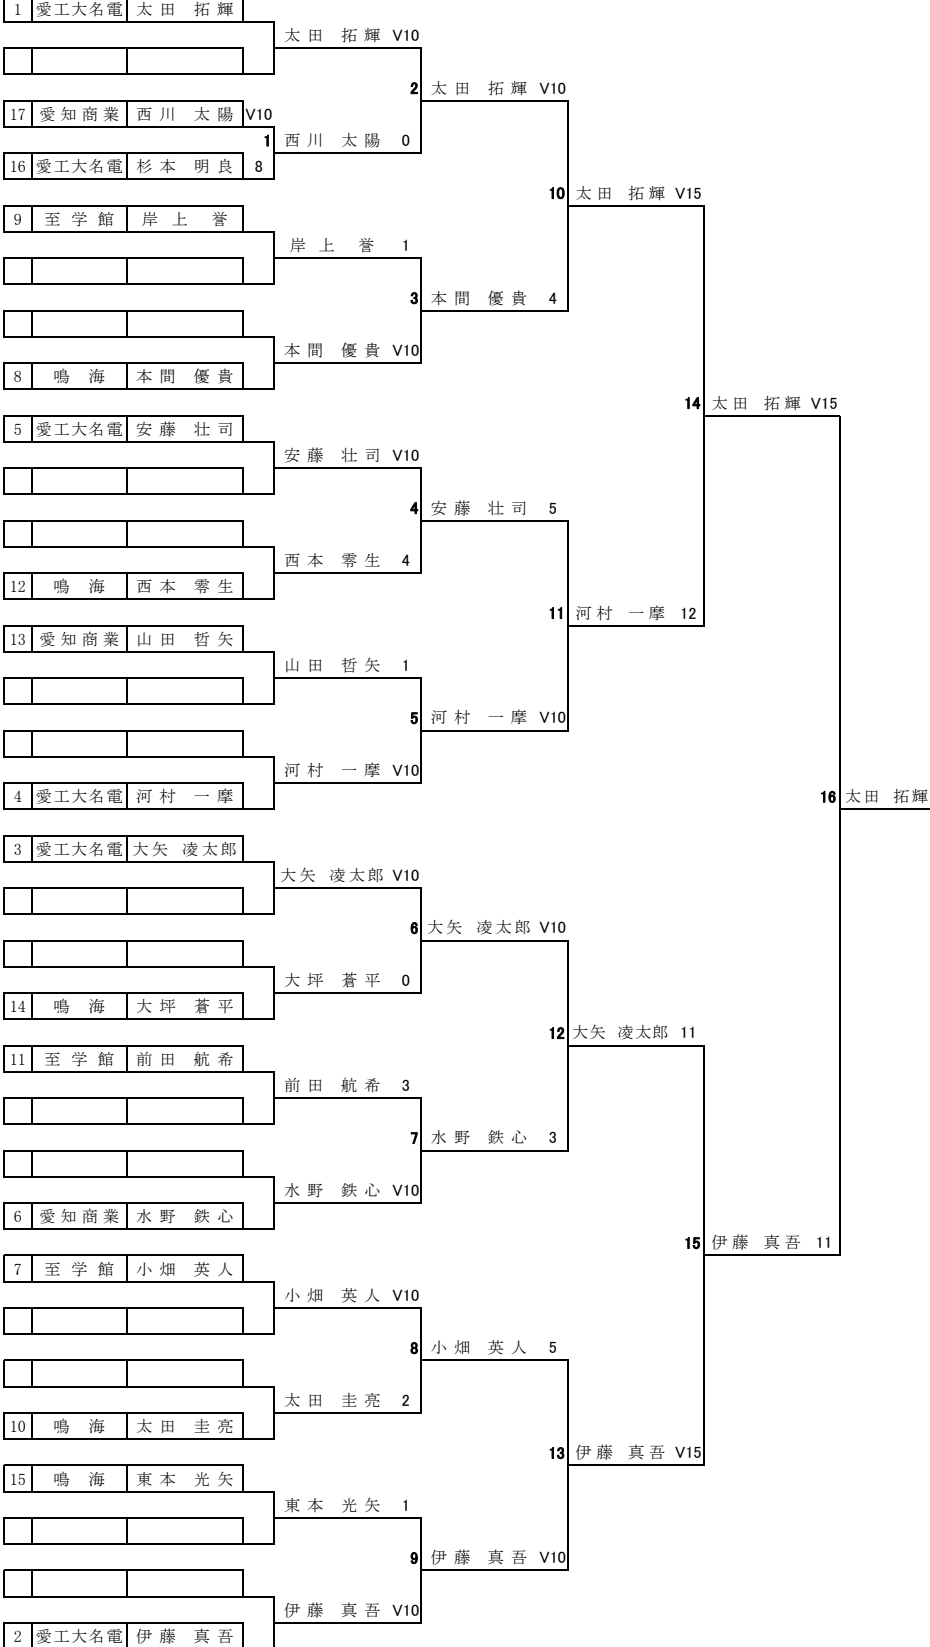 1 愛工大名電 太田 拓輝
太田 拓輝 V10
2 太田 拓輝 V10
17 愛知商業 西川 太陽 V10
1 西川 太陽 0
16 愛工大名電 杉本 明良 8
10 太田 拓輝 V15
9 至学館 岸上 誉
岸上 誉 1
3 本間 優貴 4
本間 優貴 V10
8 鳴海 本間 優貴
14 太田 拓輝 V15
5 愛工大名電 安藤 壮司
安藤 壮司 V10
4 安藤 壮司 5
西本 零生 4
12 鳴海 西本 零生
11 河村 一摩 12
13 愛知商業 山田 哲矢
山田 哲矢 1
5 河村 一摩 V10
河村 一摩 V10
4 愛工大名電 河村 一摩
16 太田 拓輝
3 愛工大名電 大矢 凌太郎
大矢 凌太郎 V10
6 大矢 凌太郎 V10
大坪 蒼平 0
14 鳴海 大坪 蒼平
12 大矢 凌太郎 11
11 至学館 前田 航希
前田 航希 3
7 水野 鉄心 3
水野 鉄心 V10
6 愛知商業 水野 鉄心
15 伊藤 真吾 11
7 至学館 小畑 英人
小畑 英人 V10
8 小畑 英人 5
太田 圭亮 2
10 鳴海 太田 圭亮
13 伊藤 真吾 V15
15 鳴海 東本 光矢
東本 光矢 1
9 伊藤 真吾 V10
伊藤 真吾 V10
2 愛工大名電 伊藤 真吾